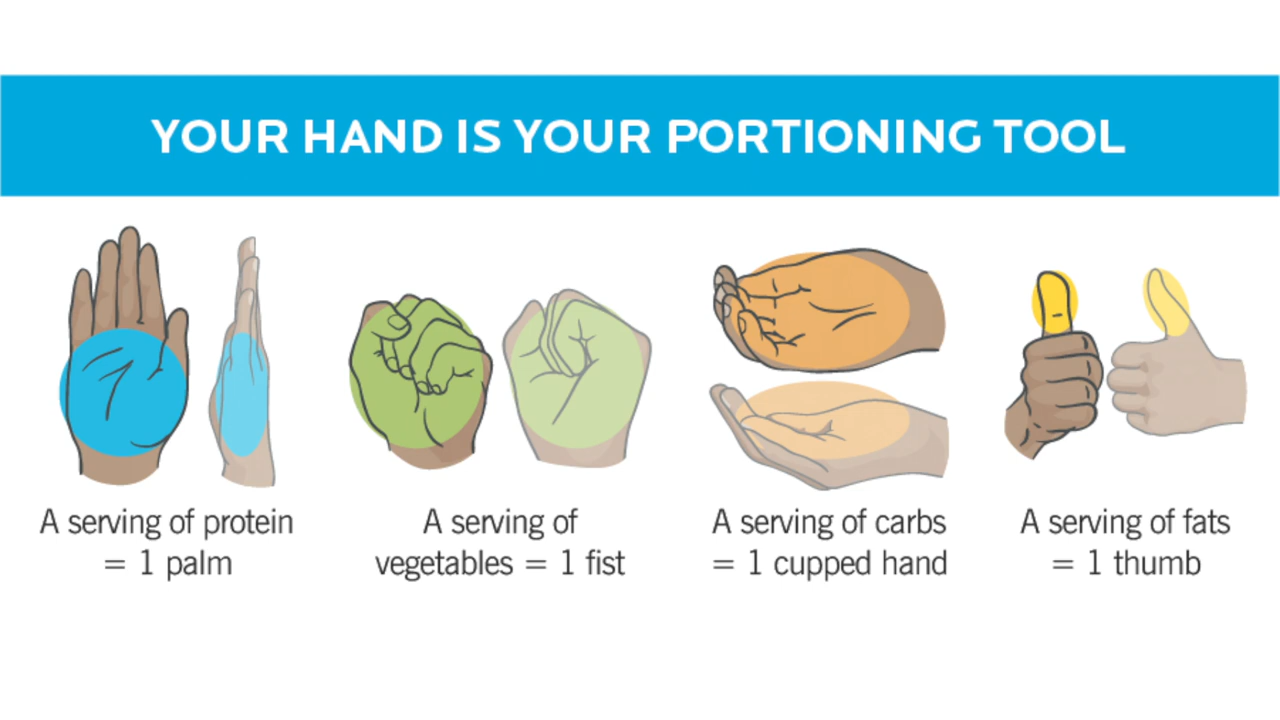 YOUR HAND IS YOUR PORTIONING TOOL
A serving of protein
= 1 palm
A serving of
vegetables = 1 fist
A serving of carbs
= 1 cupped hand
A serving of fats
= 1 thumb